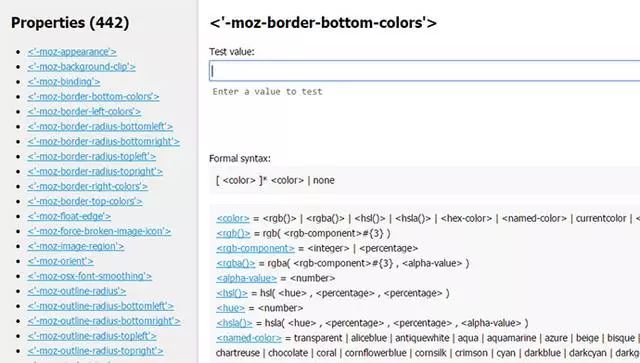 Properties (442)
<'-moz-appearance'>
<'-moz-background-clip'>
<'-moz-binding'>
<'-moz-border-bottom-colors'>
<'-moz-border-left-colors'>
<'-moz-border-radius-bottomleft'>
<'-moz-border-radius-bottomright'>
<'-moz-border-radius-topleft'>
<'-moz-border-radius-topright'>
<'-moz-border-right-colors'>
<'-moz-border-top-colors'>
<'-moz-float-edge'>
<'-moz-force-broken-image-icon'>
<'-moz-image-region'>
<'-moz-orient'>
<'-moz-osx-font-smoothing'>
<'-moz-outline-radius'>
<'-moz-outline-radius-bottomleft'>
<'-moz-outline-radius-bottomright'>
<'-moz-outline-radius-topleft'>
<'-moz-outline-radius-topright'>
<'-moz-border-bottom-colors'>
Test value:
Enter a value to test
Formal syntax:
[ <color> ]* <color> | none
<color> = <rgb()> | <rgba()> | <hsl()> | <hsla()> | <hex-color> | <named-color> | currentcolor | <
<rgb()> = rgb( <rgb-component>#{3} )
<rgb-component> = <integer> | <percentage>
<rgba()> = rgba( <rgb-component>#{3} , <alpha-value> )
<alpha-value> = <number>
<hsl()> = hsl( <hue> , <percentage> , <percentage> )
<hue> = <number>
<hsla()> = hsla( <hue> , <percentage> , <percentage> , <alpha-value> )
<named-color> = transparent | aliceblue | antiquewhite | aqua | aquamarine | azure | beige | bisque
chartreuse | chocolate | coral | cornflowerblue | cornsilk | crimson | cyan | darkblue | darkcyan |